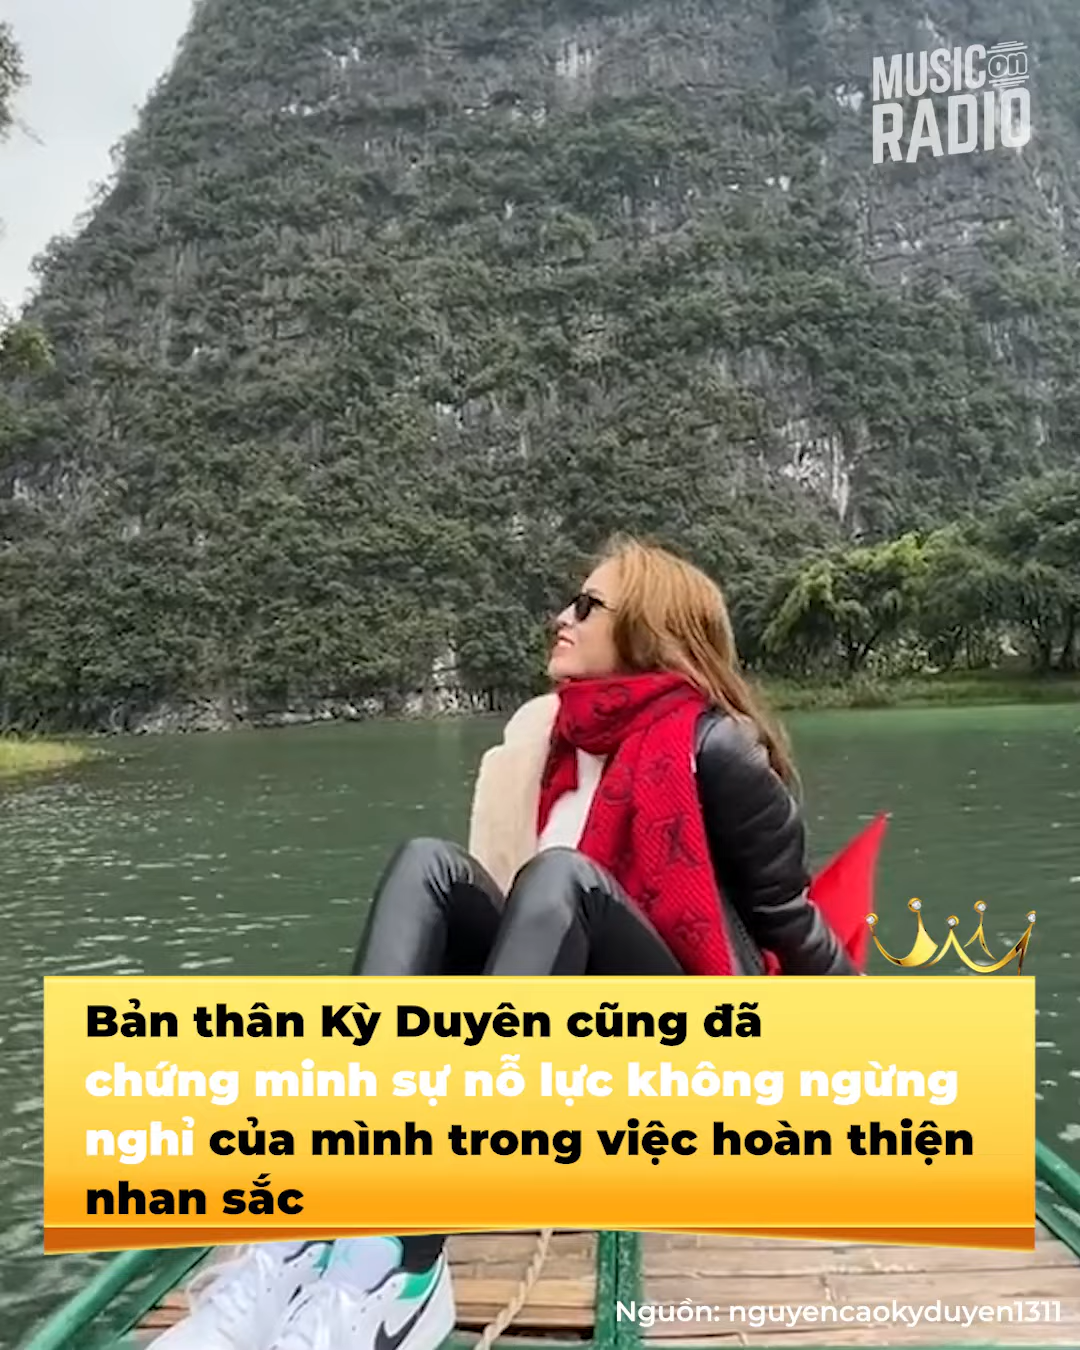 MUSIC on
RADIO
Bản thân Kỳ Duyên cũng đã
chứng minh sự nỗ lực không ngừng
nghỉ của mình trong việc hoàn thiện
nhan sắc
Nguồn: nguyencaokyduyen1311